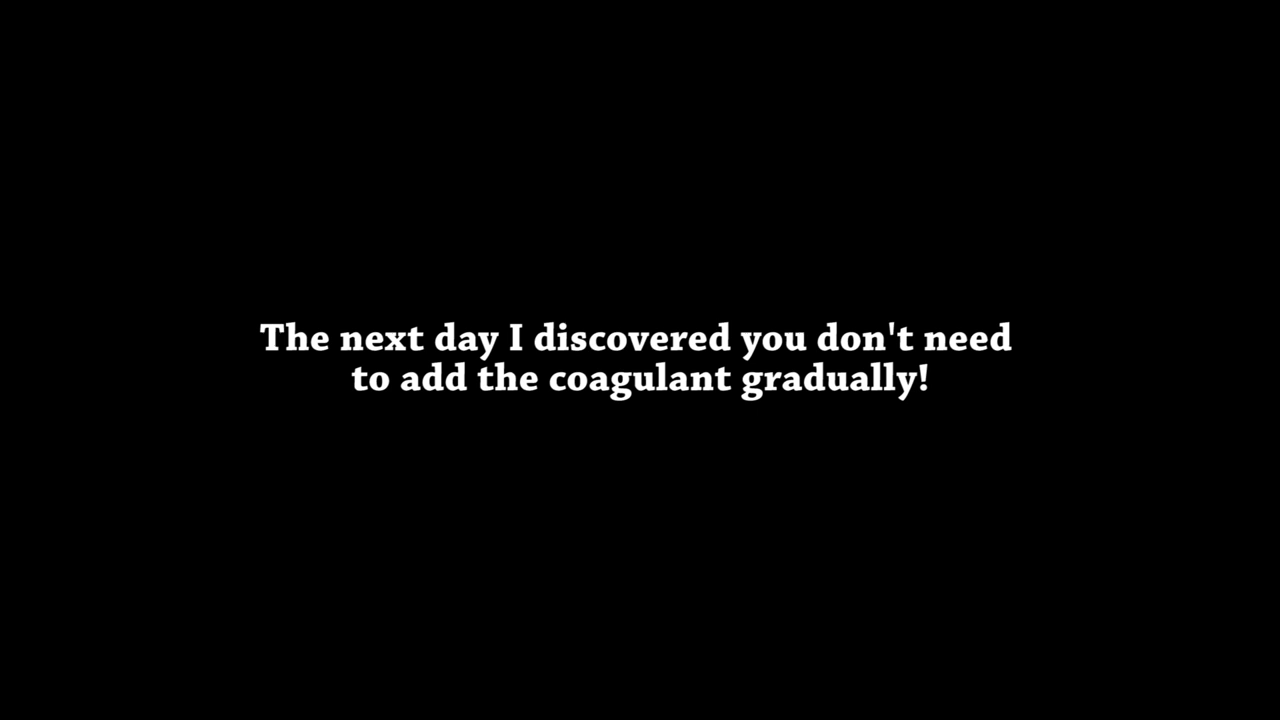 The next day I discovered you don't need
to add the coagulant gradually!